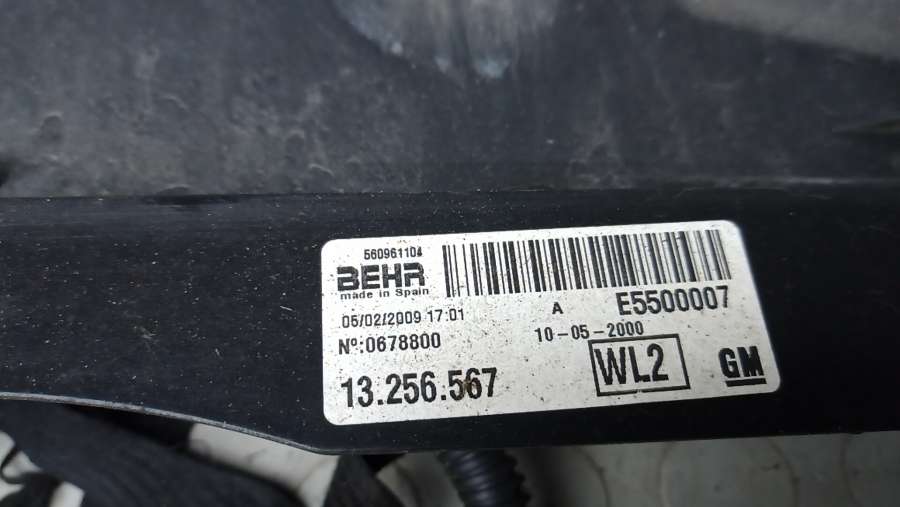 560961104
BEHR
made in Spain
E5500007
05/02/2009 17:01
A
10-05-2000
Nº:0678800
WL2
GM
13.256.567